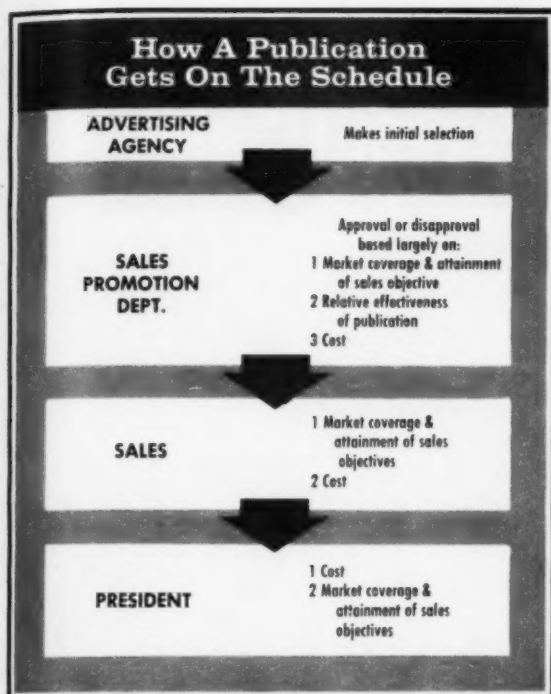 How A Publication
Gets On The Schedule
ADVERTISING
AGENCY
Makes initial selection
SALES
PROMOTION
DEPT.
Approval or disapproval
based largely on:
1 Market coverage & attainment
of sales objective
2 Relative effectiveness
of publication
3 Cost
SALES
1 Market coverage &
attainment of sales
objectives
2 Cost
PRESIDENT
1 Cost
2 Market coverage &
attainment of sales
objectives